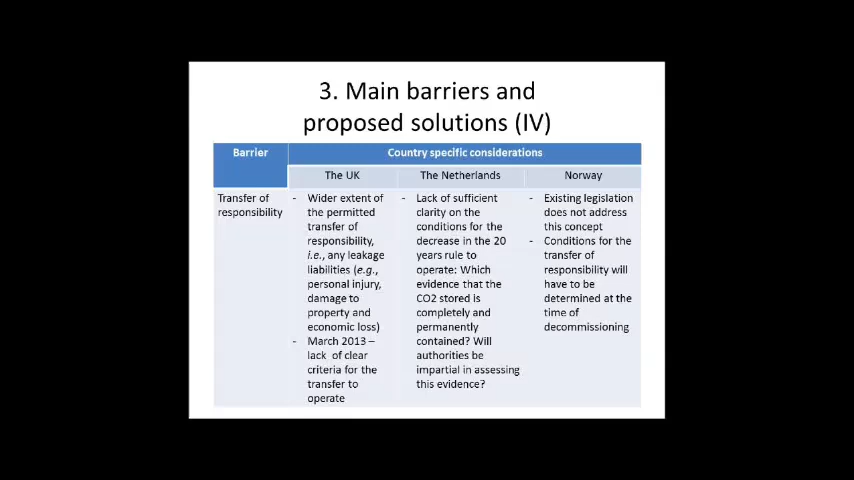 3. Main barriers and
proposed solutions (IV)
Barrier
Country specific considerations
The UK
The Netherlands
Norway
Transfer of
responsibility
- Wider extent of
the permitted
transfer of
responsibility,
i.e., any leakage
liabilities (e.g.,
personal injury,
damage to
property and
economic loss)
- March 2013 –
lack of clear
criteria for the
transfer to
operate
- Lack of sufficient
clarity on the
conditions for the
decrease in the 20
years rule to
operate: Which
evidence that the
CO2 stored is
completely and
permanently
contained? Will
authorities be
impartial in assessing
this evidence?
- Existing legislation
does not address
this concept
- Conditions for the
transfer of
responsibility will
have to be
determined at the
time of
decommissioning